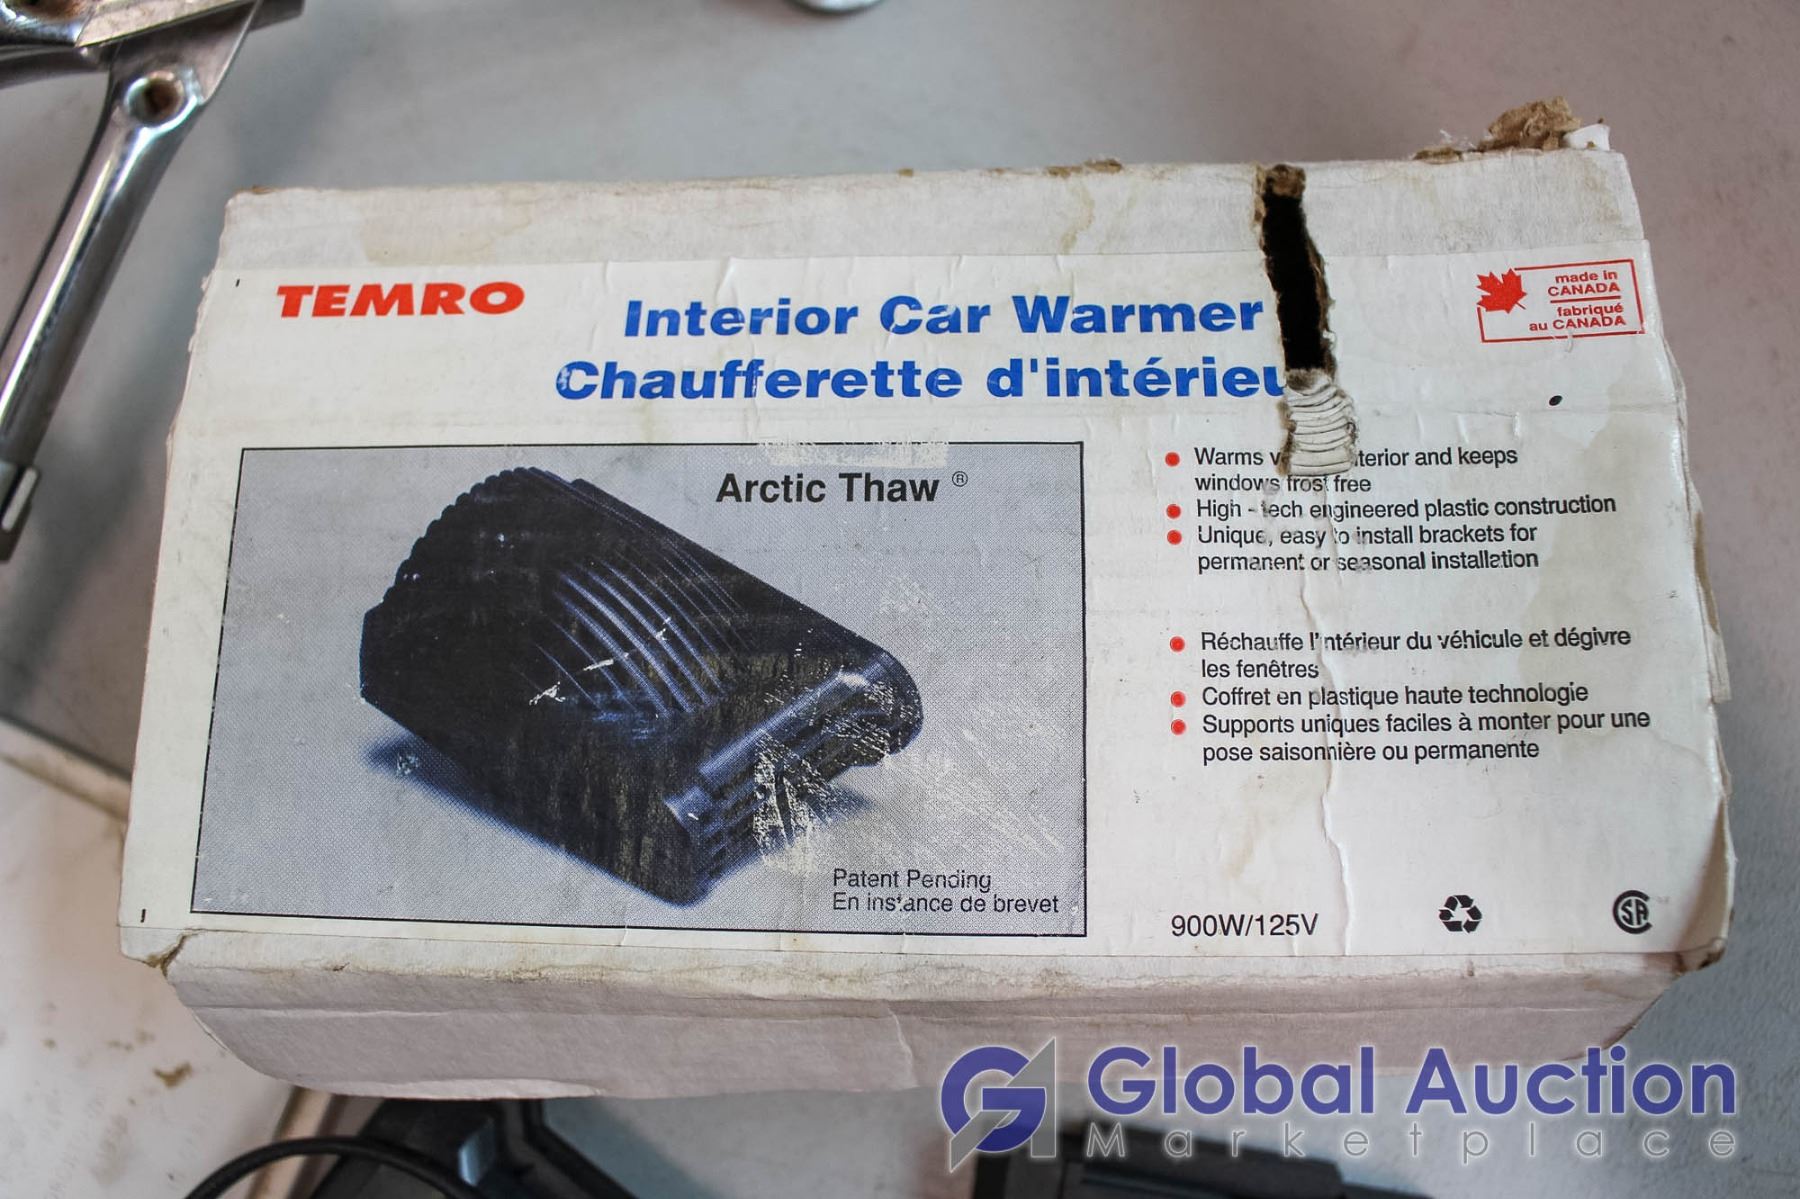 TEMRO
Interior Car Warmer
Chaufferette d'intérieu
made in
CANADA
fabriqué
au CANADA
Arctic Thaw ®
Patent Pending
En instance de brevet
Warms terior and keeps
windows frost free
High - tech engineered plastic construction
Unique, easy to install brackets for
permanent or seasonal installation
Réchauffe l'intérieur du véhicule et dégivre
les fenêtres
Coffret en plastique haute technologie
Supports uniques faciles à monter pour une
pose saisonnière ou permanente
900W/125V
SA
Global Auction
Marketplace